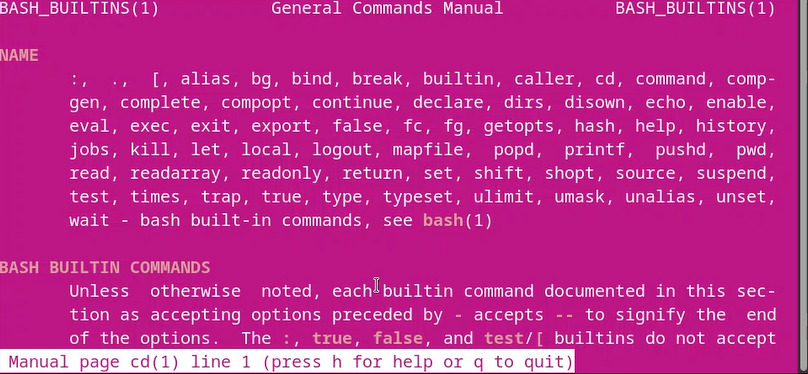 BASH_BUILTINS(1) General Commands Manual BASH_BUILTINS(1)
NAME
:, ., [, alias, bg, bind, break, builtin, caller, cd, command, comp-
gen, complete, compopt, continue, declare, dirs, disown, echo, enable,
eval, exec, exit, export, false, fc, fg, getopts, hash, help, history,
jobs, kill, let, local, logout, mapfile, popd, printf, pushd, pwd,
read, readarray, readonly, return, set, shift, shopt, source, suspend,
test, times, trap, true, type, typeset, ulimit, umask, unalias, unset,
wait - bash built-in commands, see bash(1)
BASH BUILTIN COMMANDS
Unless otherwise noted, each builtin command documented in this sec-
tion as accepting options preceded by - accepts -- to signify the end
of the options. The :, true, false, and test/[ builtins do not accept
Manual page cd(1) line 1 (press h for help or q to quit)